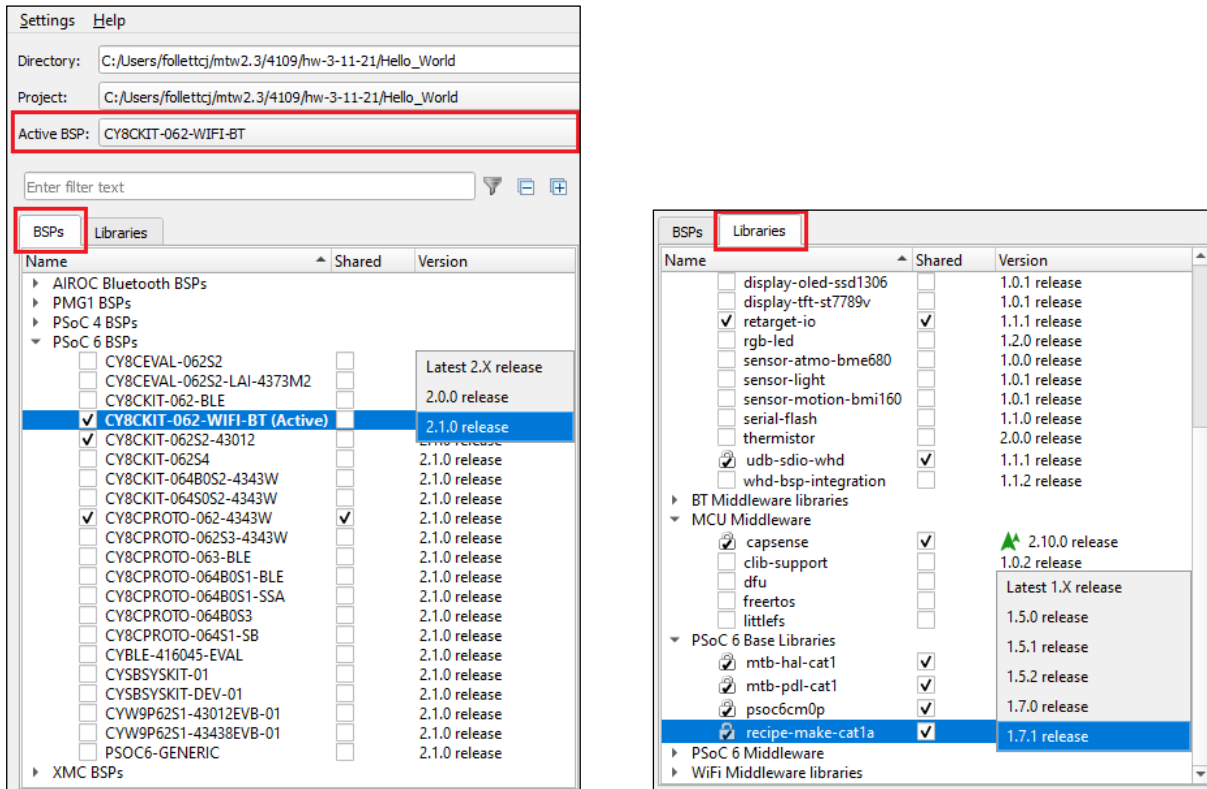 Settings Help
Directory: C:/Users/follettcj/mtw2.3/4109/hw-3-11-21/Hello_World
Project: C:/Users/follettcj/mtw2.3/4109/hw-3-11-21/Hello_World
Active BSP: CY8CKIT-062-WIFI-BT
Enter filter text
BSPs Libraries
Name Shared Version
AIROC Bluetooth BSPs
PMG1 BSPs
PSoC 4 BSPs
PSoC 6 BSPs
CY8CEVAL-062S2
Latest 2.X release
CY8CEVAL-062S2-LAI-4373M2
CY8CKIT-062-BLE 2.0.0 release
CY8CKIT-062-WIFI-BT (Active) 2.1.0 release
CY8CKIT-062S2-43012
CY8CKIT-062S4 2.1.0 release
CY8CKIT-064B0S2-4343W 2.1.0 release
CY8CKIT-064S0S2-4343W 2.1.0 release
CY8CPROTO-062-4343W 2.1.0 release
CY8CPROTO-062S3-4343W 2.1.0 release
CY8CPROTO-063-BLE 2.1.0 release
CY8CPROTO-064B0S1-BLE 2.1.0 release
CY8CPROTO-064B0S1-SSA 2.1.0 release
CY8CPROTO-064B0S3 2.1.0 release
CY8CPROTO-064S1-SB 2.1.0 release
CYBLE-416045-EVAL 2.1.0 release
CYSBSYSKIT-01 2.1.0 release
CYSBSYSKIT-DEV-01 2.1.0 release
CYW9P62S1-43012EVB-01 2.1.0 release
CYW9P62S1-43438EVB-01 2.1.0 release
PSOC6-GENERIC 2.1.0 release
XMC BSPs
BSPs Libraries
Name Shared Version
display-oled-ssd1306 1.0.1 release
display-tft-st7789v 1.0.1 release
retarget-io 1.1.1 release
rgb-led 1.2.0 release
sensor-atmo-bme680 1.0.0 release
sensor-light 1.0.1 release
sensor-motion-bmi160 1.0.1 release
serial-flash 1.1.0 release
thermistor 2.0.0 release
udb-sdio-whd 1.1.1 release
whd-bsp-integration 1.1.2 release
BT Middleware libraries
MCU Middleware
capsense 2.10.0 release
clib-support 1.0.2 release
dfu Latest 1.X release
freertos
littlefs 1.5.0 release
PSoC 6 Base Libraries 1.5.1 release
mtb-hal-cat1
mtb-pdl-cat1 1.5.2 release
psoc6cm0p 1.7.0 release
recipe-make-cat1a 1.7.1 release
PSoC 6 Middleware
WiFi Middleware libraries